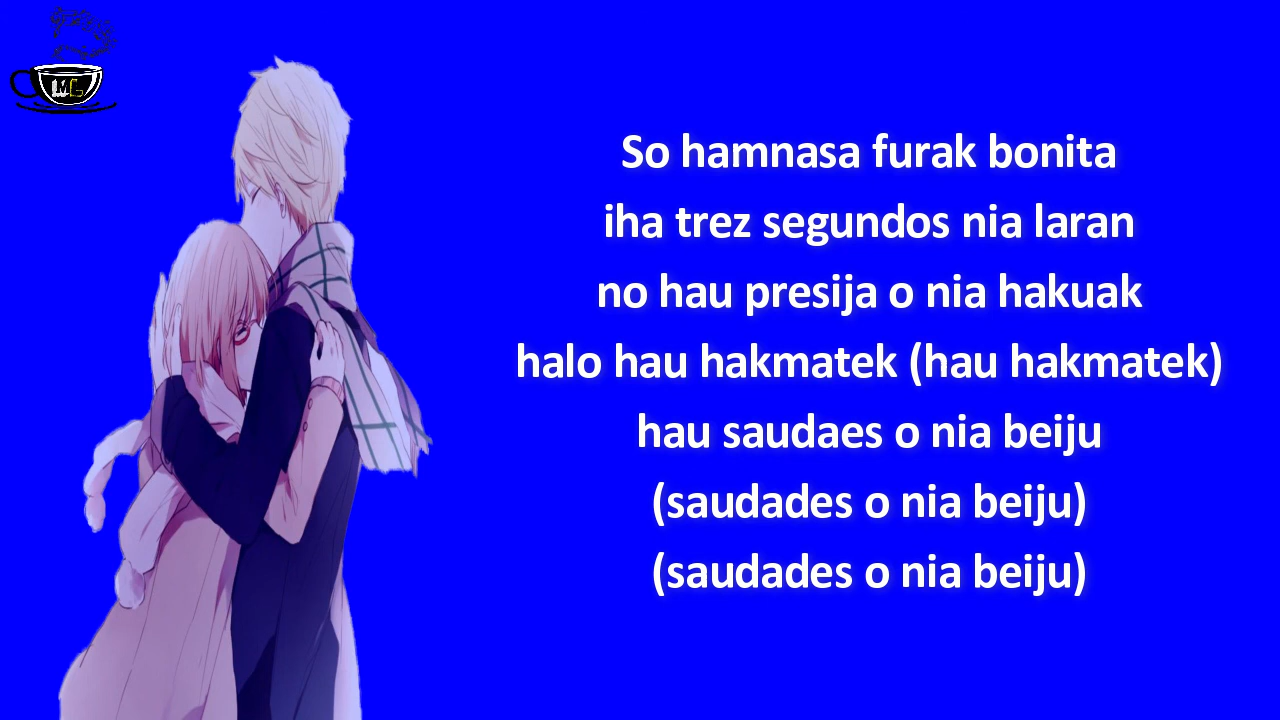 MG
So hamnasa furak bonita
iha trez segundos nia laran
no hau presija o nia hakuak
halo hau hakmatek (hau hakmatek)
hau saudaes o nia beiju
(saudades o nia beiju)
(saudades o nia beiju)